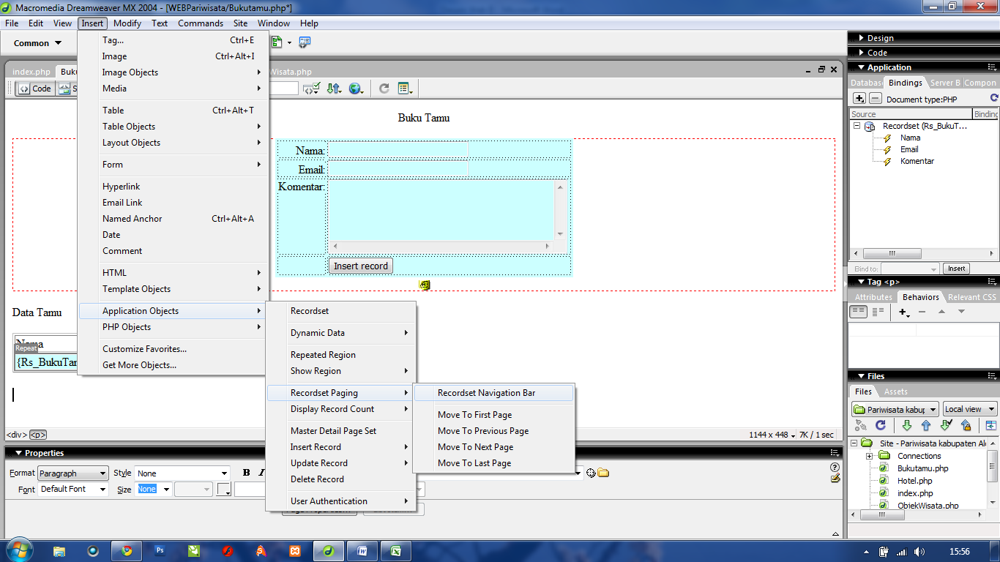 Macromedia Dreamweaver MX 2004 - [WEBPariwisata/Bukutamu.php*]
File Edit View Insert Modify Text Commands Site Window Help
Common
index.php Buku Wisata.php
Code S
Tag... Ctrl+E
Image Ctrl+Alt+I
Image Objects
Media
Table Ctrl+Alt+T
Table Objects
Layout Objects
Form
Hyperlink
Email Link
Named Anchor Ctrl+Alt+A
Date
Comment
HTML
Template Objects
Application Objects
PHP Objects
Customize Favorites...
Get More Objects...
Recordset
Dynamic Data
Repeated Region
Show Region
Recordset Paging
Display Record Count
Master Detail Page Set
Insert Record
Update Record
Delete Record
User Authentication
Recordset Navigation Bar
Move To First Page
Move To Previous Page
Move To Next Page
Move To Last Page
Buku Tamu
Nama:
Email:
Komentar:
Insert record
Data Tamu
Nama
Repeat
{Rs_BukuTam
<div> <p>
1144 x 448 7K / 1 sec
Properties
Format Paragraph Style None B I
Font Default Font Size None
Design
Code
Application
Databas Bindings Server B Compon
Document type:PHP
Source Binding
Recordset (Rs_BukuT...
Nama
Email
Komentar
Bind to: Insert
Tag <p>
Attributes Behaviors Relevant CSS
Files
Files Assets
Pariwisata kabup Local view
Site - Pariwisata kabupaten Al
Connections
Bukutamu.php
Hotel.php
index.php
ObjekWisata.php
15:56